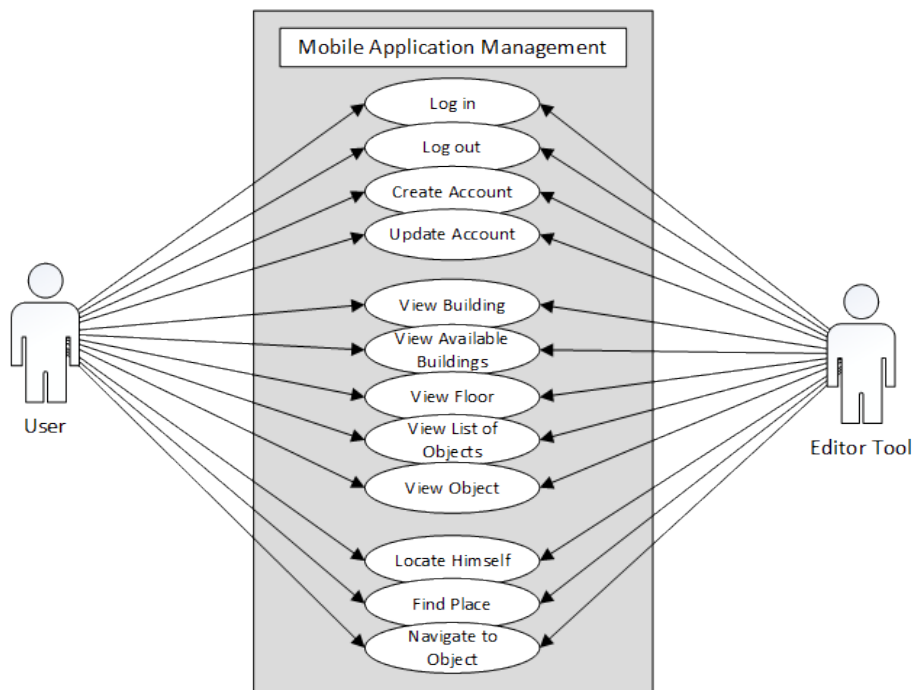 Mobile Application Management
Log in
Log out
Create Account
Update Account
View Building
View Available
Buildings
View Floor
View List of
Objects
View Object
Locate Himself
Find Place
Navigate to
Object
User
Editor Tool